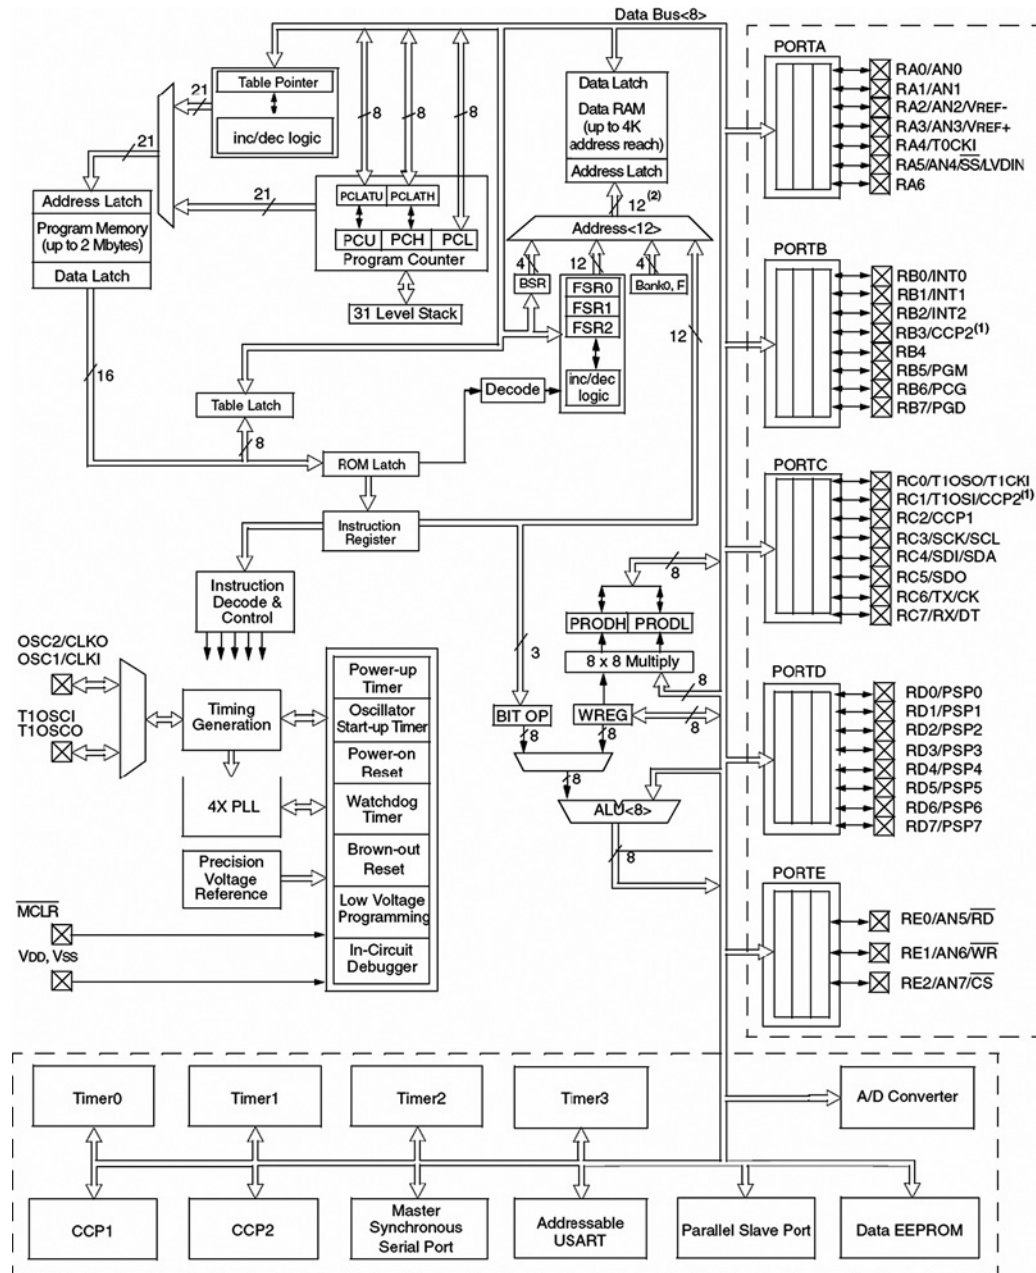 Data Bus<8>
21
Table Pointer
inc/dec logic
8
8
8
Data Latch
Data RAM
(up to 4K
address reach)
Address Latch
21
21
12 (2)
Address Latch
Program Memory
(up to 2 Mbytes)
Data Latch
PCLATU PCLATH
PCU PCH PCL
Program Counter
31 Level Stack
Address<12>
4
12
4
BSR
Bank0, F
FSR0
FSR1
FSR2
inc/dec
logic
12
16
Table Latch
8
Decode
ROM Latch
Instruction
Register
Instruction
Decode &
Control
8
PRODH PRODL
3
8 x 8 Multiply
8
BIT OP
WREG
8
8
8
8
ALU<8>
8
OSC2/CLKO
OSC1/CLKI
T1OSCI
T1OSCO
Timing
Generation
4X PLL
Precision
Voltage
Reference
MCLR
VDD, VSS
Power-up
Timer
Oscillator
Start-up Timer
Power-on
Reset
Watchdog
Timer
Brown-out
Reset
Low Voltage
Programming
In-Circuit
Debugger
PORTA
RA0/AN0
RA1/AN1
RA2/AN2/VREF-
RA3/AN3/VREF+
RA4/T0CKI
RA5/AN4/SS/LVDIN
RA6
PORTB
RB0/INT0
RB1/INT1
RB2/INT2
RB3/CCP2(1)
RB4
RB5/PGM
RB6/PCG
RB7/PGD
PORTC
RC0/T1OSO/T1CKI
RC1/T1OSI/CCP2(1)
RC2/CCP1
RC3/SCK/SCL
RC4/SDI/SDA
RC5/SDO
RC6/TX/CK
RC7/RX/DT
PORTD
RD0/PSP0
RD1/PSP1
RD2/PSP2
RD3/PSP3
RD4/PSP4
RD5/PSP5
RD6/PSP6
RD7/PSP7
PORTE
RE0/AN5/RD
RE1/AN6/WR
RE2/AN7/CS
Timer0
Timer1
Timer2
Timer3
A/D Converter
CCP1
CCP2
Master
Synchronous
Serial Port
Addressable
USART
Parallel Slave Port
Data EEPROM